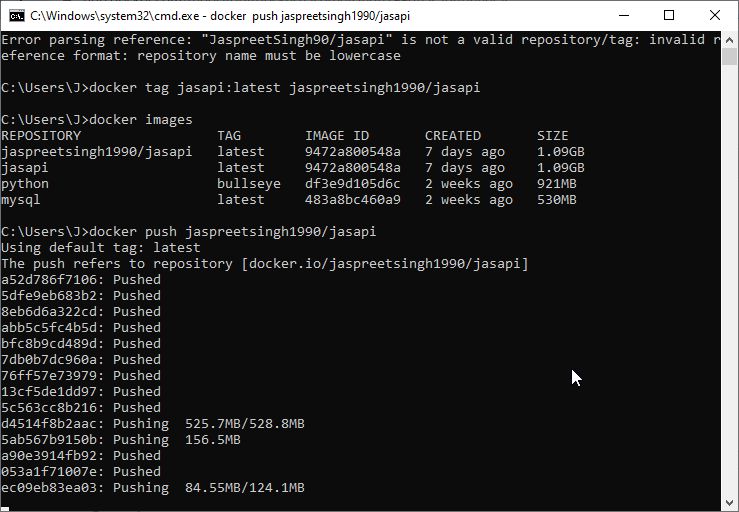 C:\Windows\system32\cmd.exe - docker  push jaspreetsingh1990/jasapi
Error parsing reference: "JaspreetSingh90/jasapi" is not a valid repository/tag: invalid r
eference format: repository name must be lowercase
C:\Users\J>docker tag jasapi:latest jaspreetsingh1990/jasapi
C:\Users\J>docker images
REPOSITORY                 TAG        IMAGE ID       CREATED       SIZE
jaspreetsingh1990/jasapi   latest     9472a800548a   7 days ago    1.09GB
jasapi                     latest     9472a800548a   7 days ago    1.09GB
python                     bullseye   df3e9d105d6c   2 weeks ago   921MB
mysql                      latest     483a8bc460a9   2 weeks ago   530MB
C:\Users\J>docker push jaspreetsingh1990/jasapi
Using default tag: latest
The push refers to repository [docker.io/jaspreetsingh1990/jasapi]
a52d786f7106: Pushed
5dfe9eb683b2: Pushed
8eb6d6a322cd: Pushed
abb5c5fc4b5d: Pushed
bfc8b9cd489d: Pushed
7db0b7dc960a: Pushed
76ff57e73979: Pushed
13cf5de1dd97: Pushed
5c563cc8b216: Pushed
d4514f8b2aac: Pushing  525.7MB/528.8MB
5ab567b9150b: Pushing  156.5MB
a90e3914fb92: Pushed
053a1f71007e: Pushed
ec09eb83ea03: Pushing  84.55MB/124.1MB